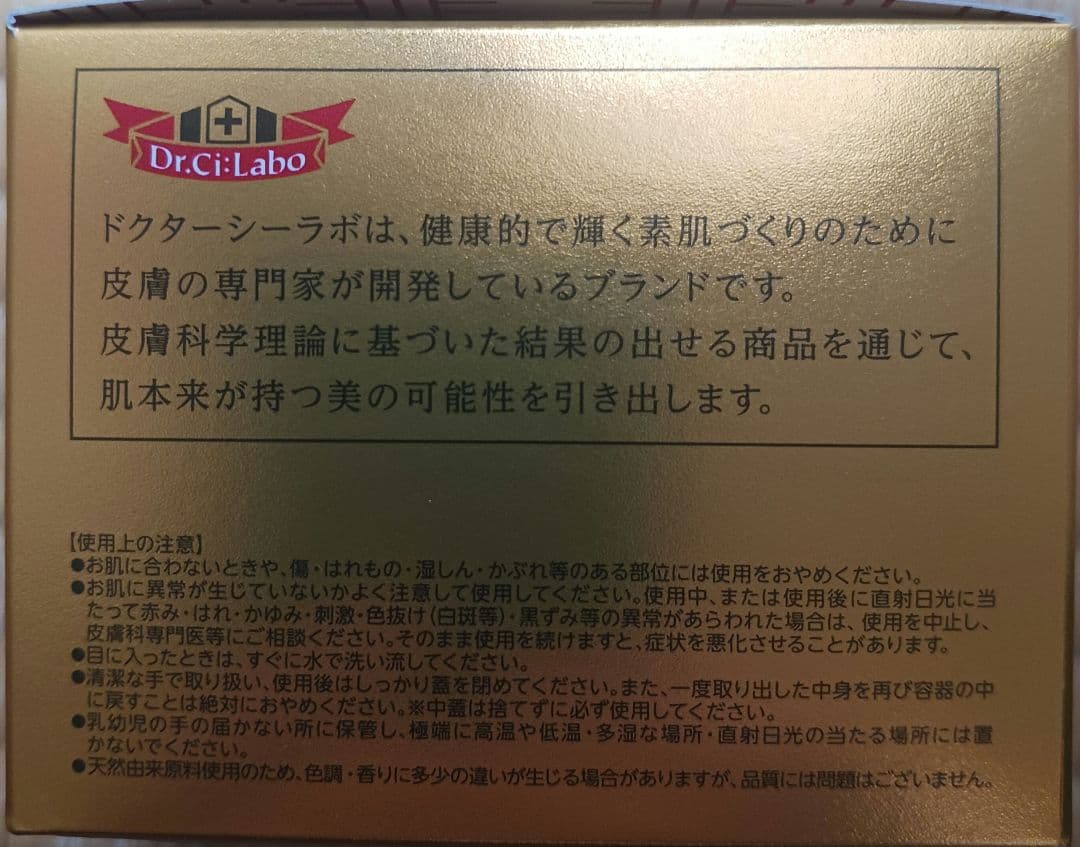 Dr.Ci:Labo
ドクターシーラボは、健康的で輝く素肌づくりのために
皮膚の専門家が開発しているブランドです。
皮膚科学理論に基づいた結果の出せる商品を通じて、
肌本来が持つ美の可能性を引き出します。
【使用上の注意】
●お肌に合わないときや、傷・はれもの・湿しん・かぶれ等のある部位には使用をおやめください。
●お肌に異常が生じていないかよく注意して使用してください。使用中、または使用後に直射日光に当
たって赤み・はれ・かゆみ・刺激・色抜け(白斑等)・黒ずみ等の異常があらわれた場合は、使用を中止し、
皮膚科専門医等にご相談ください。そのまま使用を続けますと、症状を悪化させることがあります。
●目に入ったときは、すぐに水で洗い流してください。
●清潔な手で取り扱い、使用後はしっかり蓋を閉めてください。また、一度取り出した中身を再び容器の中
に戻すことは絶対におやめください。※中蓋は捨てずに必ず使用してください。
●乳幼児の手の届かない所に保管し、極端に高温や低温・多湿な場所・直射日光の当たる場所には置
かないでください。
●天然由来原料使用のため、色調・香りに多少の違いが生じる場合がありますが、品質には問題はございません。